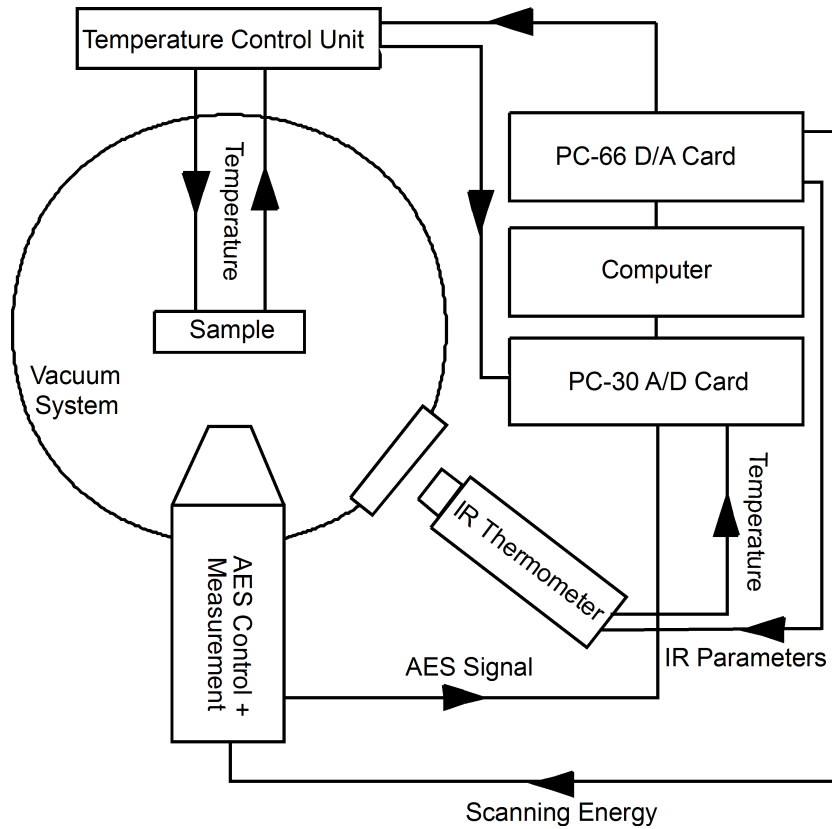 Temperature Control Unit
PC-66 D/A Card
Temperature
Computer
Sample
PC-30 A/D Card
Vacuum
System
Temperature
IR Thermometer
AES Control +
Measurement
AES Signal
IR Parameters
Scanning Energy